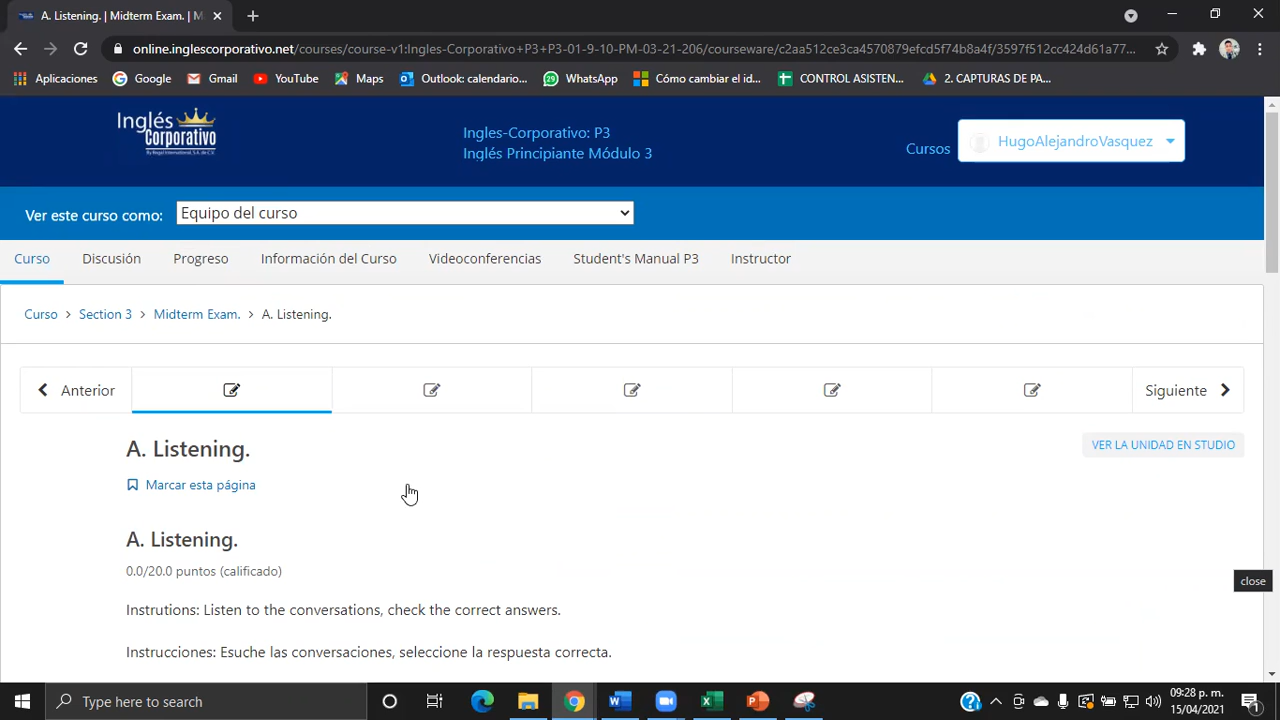 A. Listening. | Midterm Exam. | M
online.inglescorporativo.net/courses/course-v1:Ingles-Corporativo+P3+P3-01-9-10-PM-03-21-206/courseware/c2aa512ce3ca4570879efcd5f74b8a4f/3597f512cc424d61a77...
Aplicaciones Google Gmail YouTube Maps Outlook: calendario... 29 WhatsApp Cómo cambiar el id... CONTROL ASISTEN... 2. CAPTURAS DE PA...
Inglés Corporativo
By Regal International, S.A. de C.V.
Ingles-Corporativo: P3
Inglés Principiante Módulo 3
Cursos HugoAlejandroVasquez
Ver este curso como: Equipo del curso
Curso Discusión Progreso Información del Curso Videoconferencias Student's Manual P3 Instructor
Curso > Section 3 > Midterm Exam. > A. Listening.
Anterior Siguiente
A. Listening.
VER LA UNIDAD EN STUDIO
Marcar esta página
A. Listening.
0.0/20.0 puntos (calificado)
close
Instrutions: Listen to the conversations, check the correct answers.
Instrucciones: Esuche las conversaciones, seleccione la respuesta correcta.
Type here to search
09:28 p. m.
15/04/2021
1